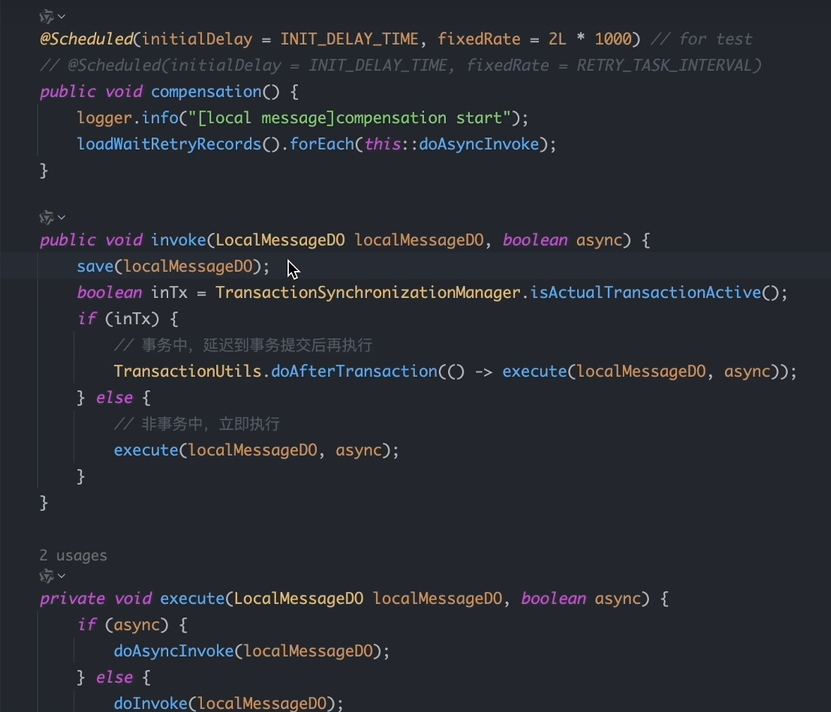 @Scheduled(initialDelay = INIT_DELAY_TIME, fixedRate = 2L * 1000) // for test
// @Scheduled(initialDelay = INIT_DELAY_TIME, fixedRate = RETRY_TASK_INTERVAL)
public void compensation() {
    logger.info("[local message]compensation start");
    loadWaitRetryRecords().forEach(this::doAsyncInvoke);
}
public void invoke(LocalMessageDO localMessageDO, boolean async) {
    save(localMessageDO);
    boolean inTx = TransactionSynchronizationManager.isActualTransactionActive();
    if (inTx) {
        // 事务中，延迟到事务提交后再执行
        TransactionUtils.doAfterTransaction(() -> execute(localMessageDO, async));
    } else {
        // 非事务中，立即执行
        execute(localMessageDO, async);
    }
}
2 usages
private void execute(LocalMessageDO localMessageDO, boolean async) {
    if (async) {
        doAsyncInvoke(localMessageDO);
    } else {
        doInvoke(localMessageDO);